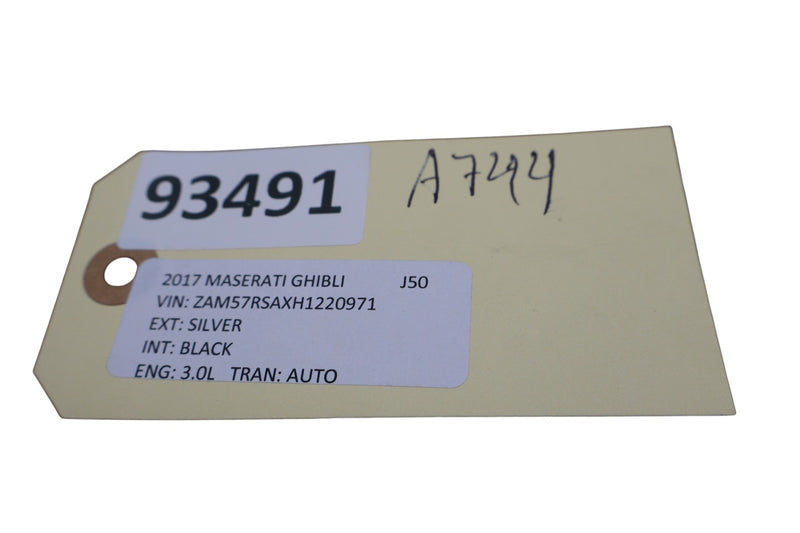 93491
A744
2017 MASERATI GHIBLI J50
VIN: ZAM57RSAXH1220971
EXT: SILVER
INT: BLACK
ENG: 3.0L TRAN: AUTO